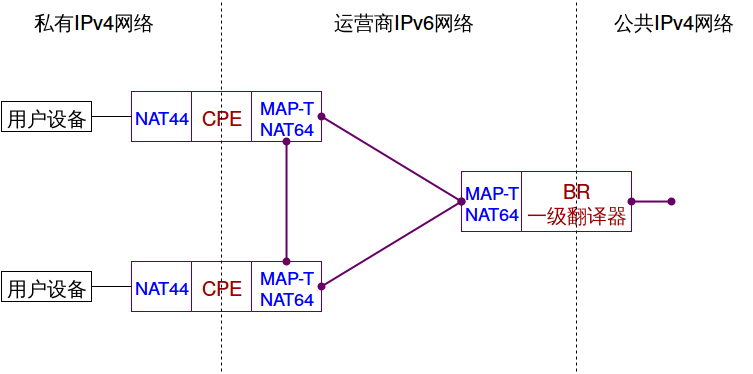 私有IPv4网络
运营商IPv6网络
公共IPv4网络
用户设备
NAT44
CPE
MAP-T
NAT64
MAP-T
NAT64
BR
一级翻译器
用户设备
NAT44
CPE
MAP-T
NAT64